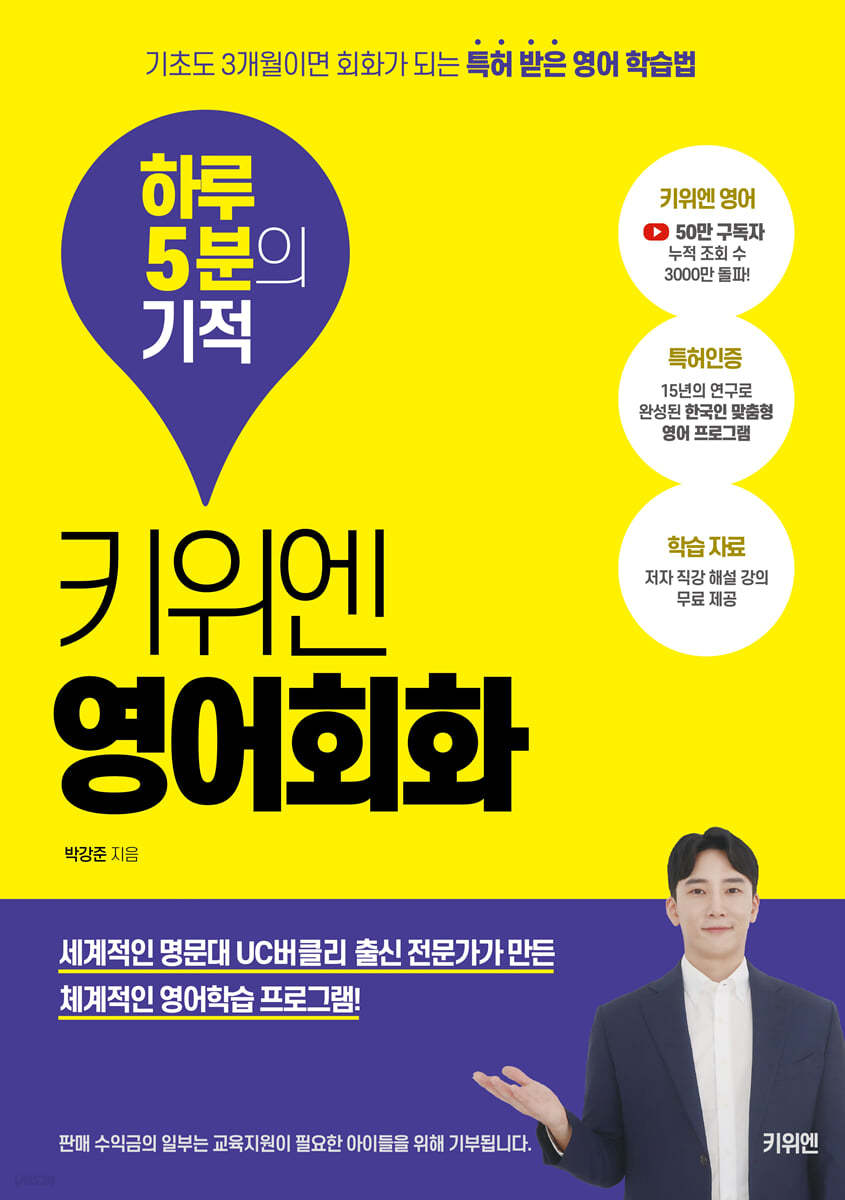 기초도 3개월이면 회화가 되는 특허 받은 영어 학습법
하루
5분의
기적
키위엔 영어
50만 구독자
누적 조회 수
3000만 돌파!
특허인증
15년의 연구로
완성된 한국인 맞춤형
영어 프로그램
학습 자료
저자 직강 해설 강의
무료 제공
키위엔
영어회화
박강준 지음
세계적인 명문대 UC버클리 출신 전문가가 만든
체계적인 영어학습 프로그램!
판매 수익금의 일부는 교육지원이 필요한 아이들을 위해 기부됩니다.
키위엔